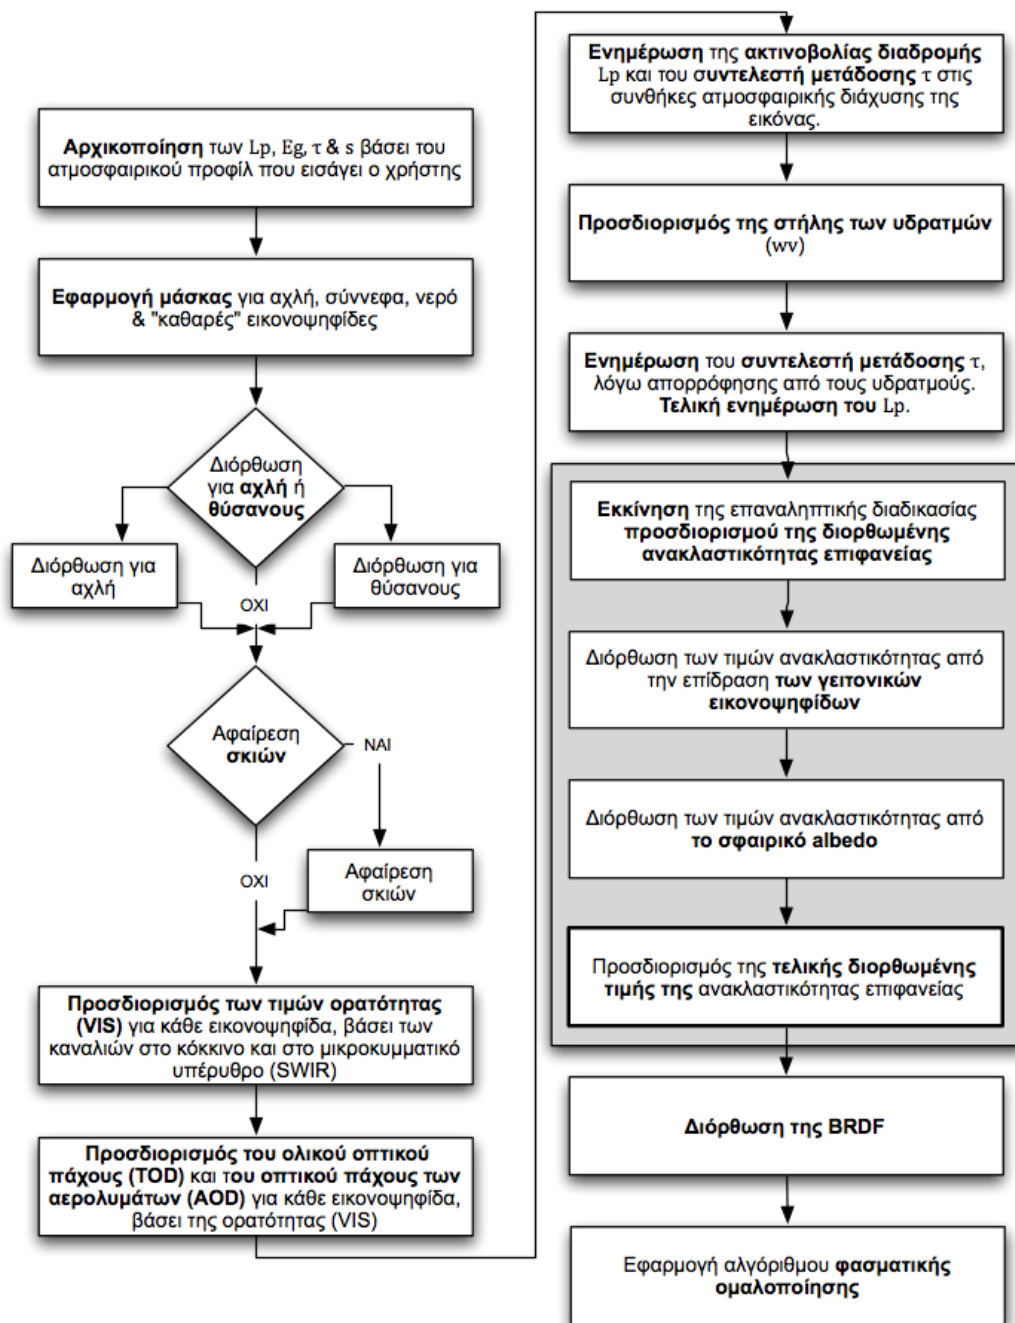 Αρχικοποίηση των Lp, Eg, τ & s βάσει του
ατμοσφαιρικού προφίλ που εισάγει ο χρήστης
Εφαρμογή μάσκας για αχλή, σύννεφα, νερό
& "καθαρές" εικονοψηφίδες
Διόρθωση
για αχλή ή
θύσανους
Διόρθωση για
αχλή
Διόρθωση για
θύσανους
ΟΧΙ
Αφαίρεση
σκιών
ΝΑΙ
ΟΧΙ
Αφαίρεση
σκιών
Προσδιορισμός των τιμών ορατότητας
(VIS) για κάθε εικονοψηφίδα, βάσει των
καναλιών στο κόκκινο και στο μικροκυμματικό
υπέρυθρο (SWIR)
Προσδιορισμός του ολικού οπτικού
πάχους (TOD) και του οπτικού πάχους των
αερολυμάτων (AOD) για κάθε εικονοψηφίδα,
βάσει της ορατότητας (VIS)
Ενημέρωση της ακτινοβολίας διαδρομής
Lp και του συντελεστή μετάδοσης τ στις
συνθήκες ατμοσφαιρικής διάχυσης της
εικόνας.
Προσδιορισμός της στήλης των υδρατμών
(wv)
Ενημέρωση του συντελεστή μετάδοσης τ,
λόγω απορρόφησης από τους υδρατμούς.
Τελική ενημέρωση του Lp.
Εκκίνηση της επαναληπτικής διαδικασίας
προσδιορισμού της διορθωμένης
ανακλαστικότητας επιφανείας
Διόρθωση των τιμών ανακλαστικότητας από
την επίδραση των γειτονικών
εικονοψηφίδων
Διόρθωση των τιμών ανακλαστικότητας από
το σφαιρικό albedo
Προσδιορισμός της τελικής διορθωμένης
τιμής της ανακλαστικότητας επιφανείας
Διόρθωση της BRDF
Εφαρμογή αλγόριθμου φασματικής
ομαλοποίησης